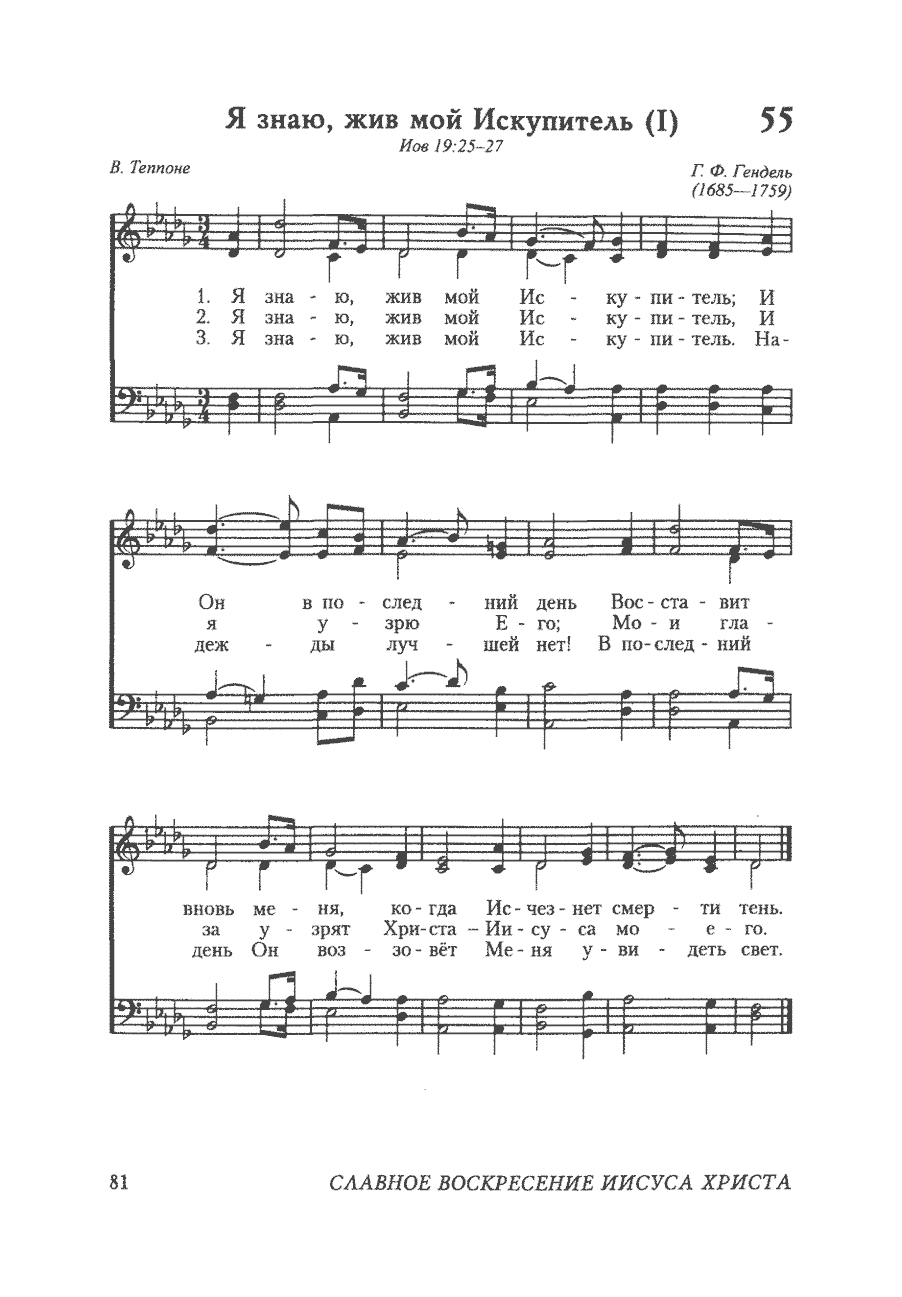 Я знаю, жив мой Искупитель (I) 55
Иов 19:25–27
В. Теппоне
Г. Ф. Гендель
(1685—1759)
1. Я зна - ю, жив мой Ис - ку - пи - тель; И
2. Я зна - ю, жив мой Ис - ку - пи - тель, И
3. Я зна - ю, жив мой Ис - ку - пи - тель. На-
Он в по - след - ний день Вос - ста - вит
я у - зрю Е - го; Мо - и гла -
деж - ды луч - шей нет! В по - след - ний
вновь ме - ня, ко - гда Ис - чез - нет смер - ти тень.
за у - зрят Хри - ста – Ии - су - са мо - е - го.
день Он воз - зо - вёт Ме - ня у - ви - деть свет.
81 СЛАВНОЕ ВОСКРЕСЕНИЕ ИИСУСА ХРИСТА